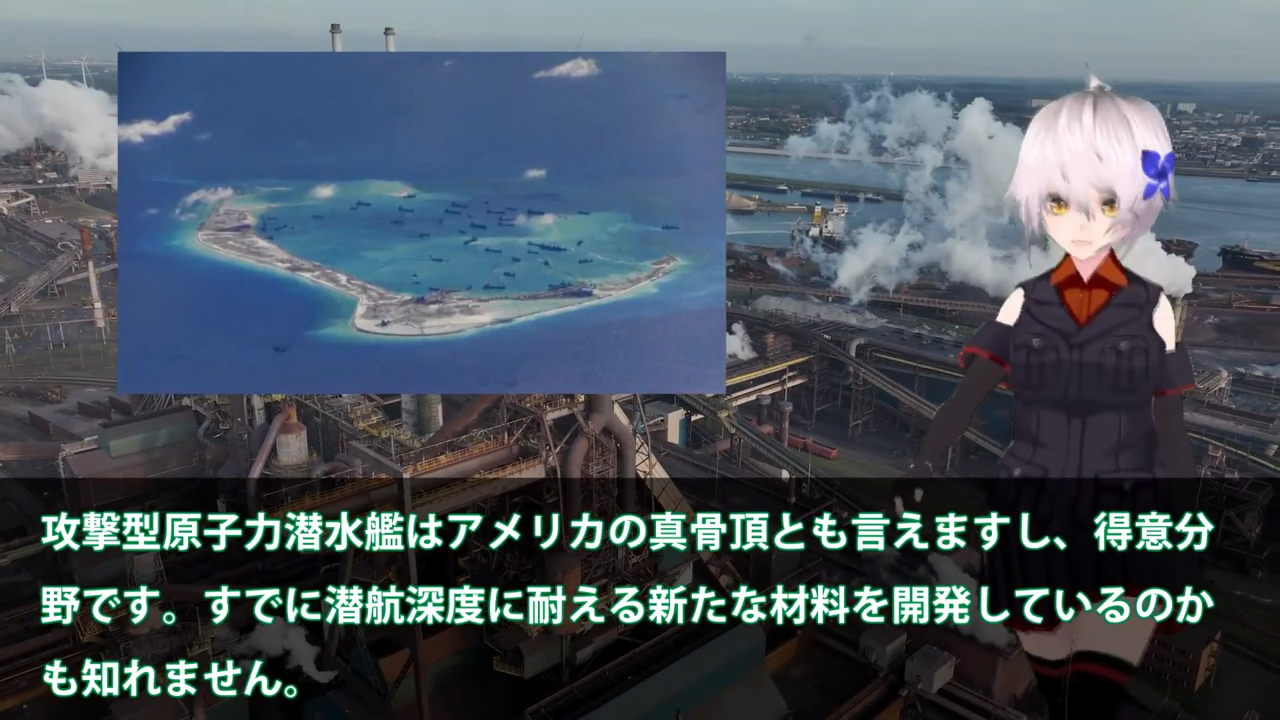 攻撃型原子力潜水艦はアメリカの真骨頂とも言えますし、得意分
野です。すでに潜航深度に耐える新たな材料を開発しているのか
も知れません。